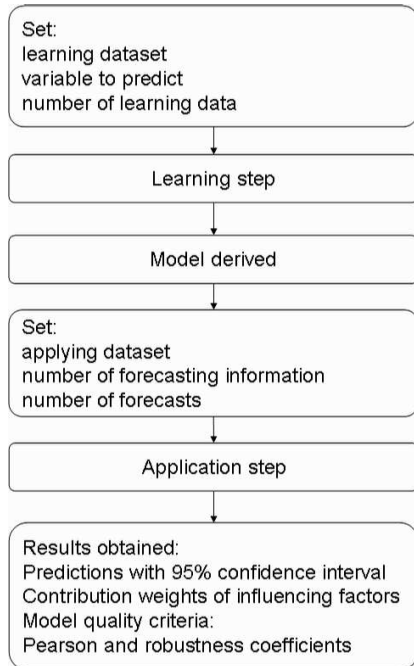 Set:
learning dataset
variable to predict
number of learning data
Learning step
Model derived
Set:
applying dataset
number of forecasting information
number of forecasts
Application step
Results obtained:
Predictions with 95% confidence interval
Contribution weights of influencing factors
Model quality criteria:
Pearson and robustness coefficients